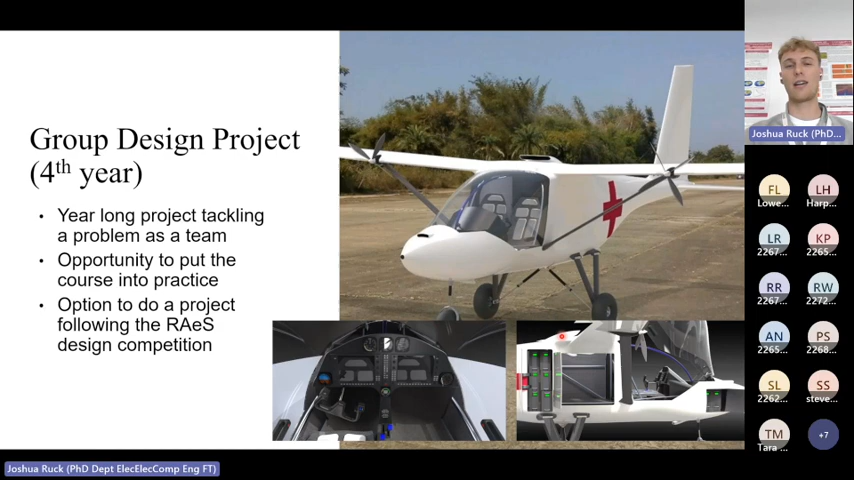 Group Design Project
(4th year)
• Year long project tackling
a problem as a team
• Opportunity to put the
course into practice
• Option to do a project
following the RAeS
design competition
Joshua Ruck (PhD...
FL
LH
Lowe...
Harp...
LR
KP
2267...
2265...
RR
RW
2267...
2272...
AN
PS
2265...
2268...
SL
SS
2262...
steve...
TM
+7
Tara ...
Joshua Ruck (PhD Dept ElecElecComp Eng FT)